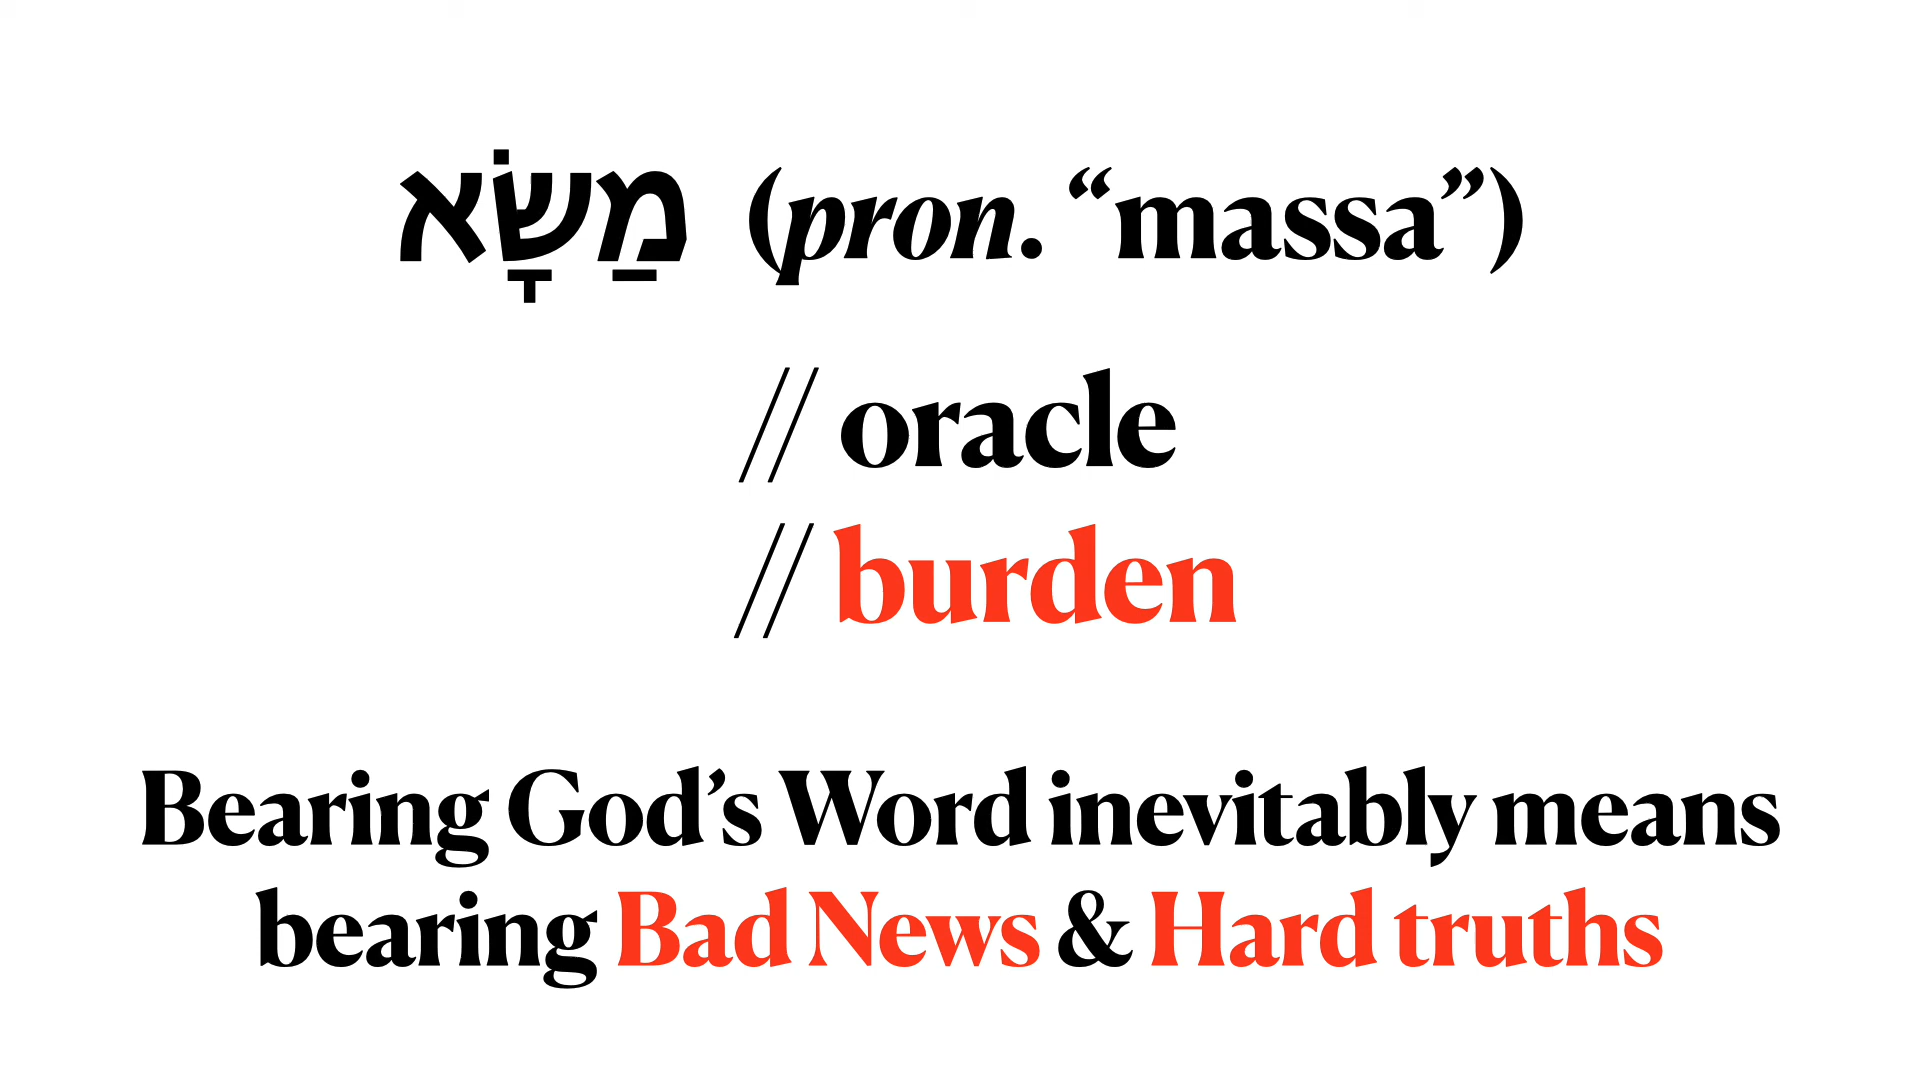 מַשָּׂא (pron. “massa”)
// oracle
// burden
Bearing God’s Word inevitably means
bearing Bad News & Hard truths